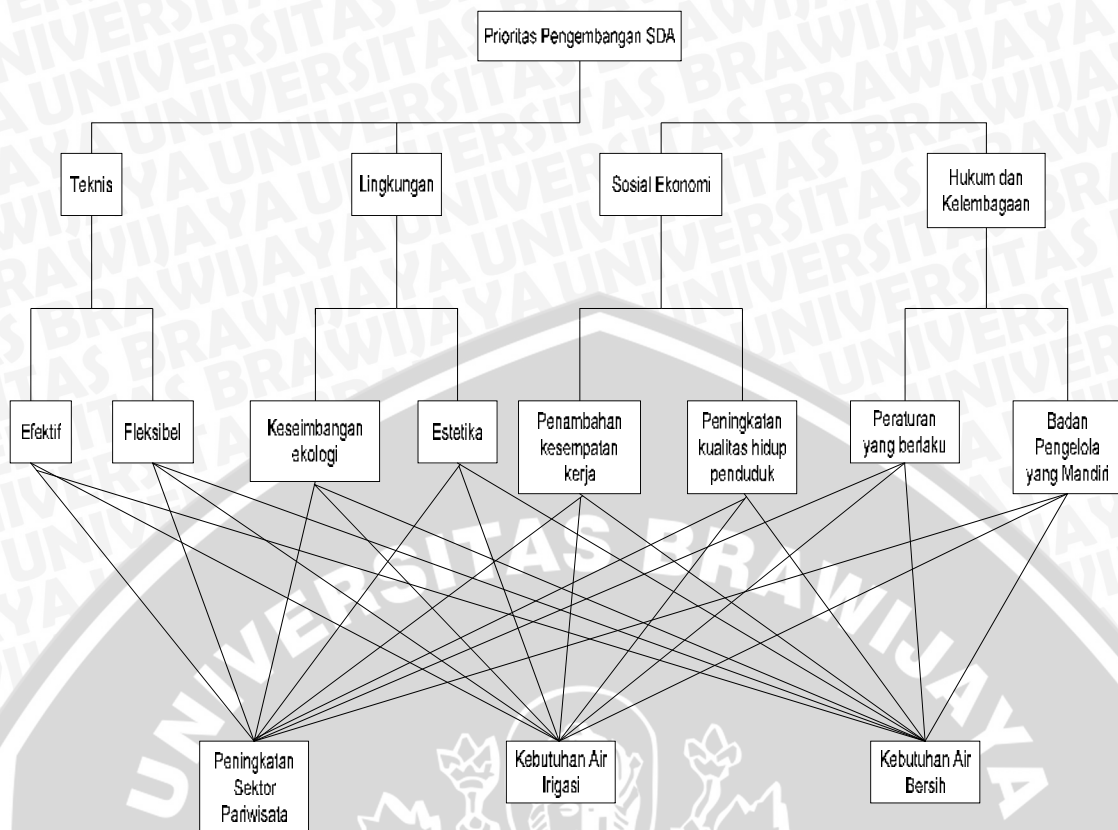 Prioritas Pengembangan SDA
Teknis
Lingkungan
Sosial Ekonomi
Hukum dan
Kelembagaan
Efektif
Fleksibel
Keseimbangan
ekologi
Estetika
Penambahan
kesempatan
kerja
Peningkatan
kualitas hidup
penduduk
Peraturan
yang berlaku
Badan
Pengelola
yang Mandiri
Peningkatan
Sektor
Pariwisata
Kebutuhan Air
Irigasi
Kebutuhan Air
Bersih
UNIVERSITAS BRAWIJAYA